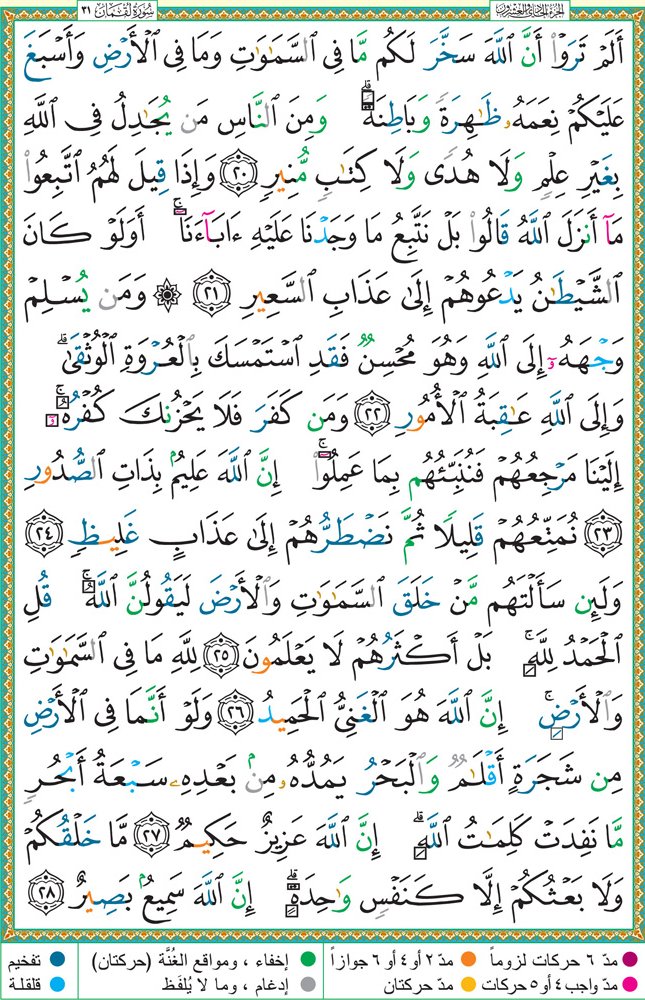 الجزء الحادي والعشرون
سورة لقمان ٣١
أَلَمْ تَرَوْا۟ أَنَّ ٱللَّهَ سَخَّرَ لَكُم مَّا فِى ٱلسَّمَٰوَٰتِ وَمَا فِى ٱلْأَرْضِ وَأَسْبَغَ
عَلَيْكُمْ نِعَمَهُۥ ظَٰهِرَةً وَبَاطِنَةً ۗ وَمِنَ ٱلنَّاسِ مَن يُجَٰدِلُ فِى ٱللَّهِ
بِغَيْرِ عِلْمٍ وَلَا هُدًى وَلَا كِتَٰبٍ مُّنِيرٍ ٢٠ وَإِذَا قِيلَ لَهُمُ ٱتَّبِعُوا۟
مَآ أَنزَلَ ٱللَّهُ قَالُوا۟ بَلْ نَتَّبِعُ مَا وَجَدْنَا عَلَيْهِ ءَابَآءَنَآ ۚ أَوَلَوْ كَانَ
ٱلشَّيْطَٰنُ يَدْعُوهُمْ إِلَىٰ عَذَابِ ٱلسَّعِيرِ ٢١ ۞ وَمَن يُسْلِمْ
وَجْهَهُۥٓ إِلَى ٱللَّهِ وَهُوَ مُحْسِنٌ فَقَدِ ٱسْتَمْسَكَ بِٱلْعُرْوَةِ ٱلْوُثْقَىٰ ۗ
وَإِلَى ٱللَّهِ عَٰقِبَةُ ٱلْأُمُورِ ٢٢ وَمَن كَفَرَ فَلَا يَحْزُنكَ كُفْرُهُۥٓ ۚ
إِلَيْنَا مَرْجِعُهُمْ فَنُنَبِّئُهُم بِمَا عَمِلُوٓا۟ ۚ إِنَّ ٱللَّهَ عَلِيمٌۢ بِذَاتِ ٱلصُّدُورِ
٢٣ نُمَتِّعُهُمْ قَلِيلًا ثُمَّ نَضْطَرُّهُمْ إِلَىٰ عَذَابٍ غَلِيظٍ ٢٤
وَلَئِن سَأَلْتَهُم مَّنْ خَلَقَ ٱلسَّمَٰوَٰتِ وَٱلْأَرْضَ لَيَقُولُنَّ ٱللَّهُ ۚ قُلِ
ٱلْحَمْدُ لِلَّهِ ۚ بَلْ أَكْثَرُهُمْ لَا يَعْلَمُونَ ٢٥ لِلَّهِ مَا فِى ٱلسَّمَٰوَٰتِ
وَٱلْأَرْضِ ۚ إِنَّ ٱللَّهَ هُوَ ٱلْغَنِىُّ ٱلْحَمِيدُ ٢٦ وَلَوْ أَنَّمَا فِى ٱلْأَرْضِ
مِن شَجَرَةٍ أَقْلَٰمٌ وَٱلْبَحْرُ يَمُدُّهُۥ مِنۢ بَعْدِهِۦ سَبْعَةُ أَبْحُرٍ
مَّا نَفِدَتْ كَلِمَٰتُ ٱللَّهِ ۗ إِنَّ ٱللَّهَ عَزِيزٌ حَكِيمٌ ٢٧ مَّا خَلْقُكُمْ
وَلَا بَعْثُكُمْ إِلَّا كَنَفْسٍ وَٰحِدَةٍ ۗ إِنَّ ٱللَّهَ سَمِيعٌۢ بَصِيرٌ ٢٨
مدّ ٦ حركات لزوماً
مدّ ٢ أو ٤ أو ٦ جوازاً
إخفاء ، ومواقع الغُنَّة (حركتان)
تفخيم
مدّ واجب ٤ أو ٥ حركات
مدّ حركتان
إدغام ، وما لا يُلفَظ
قلقلة